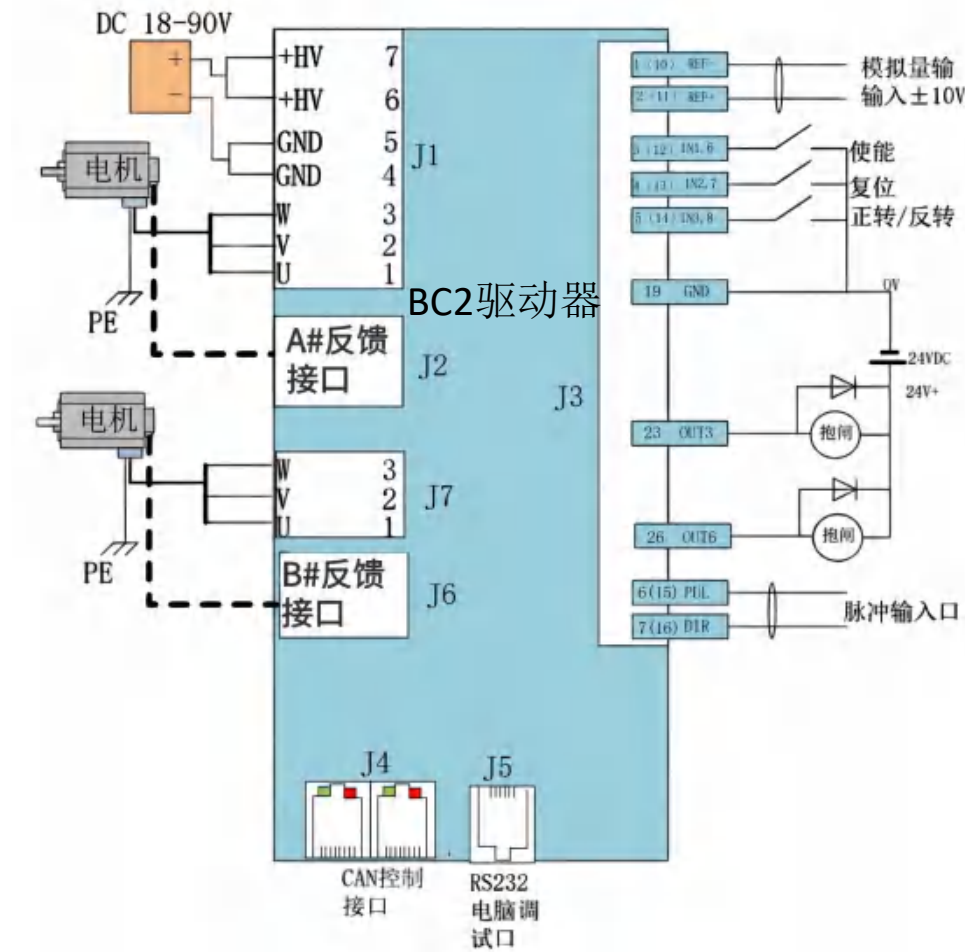 DC 18-90V
+
−
+HV 7
+HV 6
GND 5
GND 4
W 3
V 2
U 1
J1
电机
PE
A#反馈
接口
J2
电机
PE
W 3
V 2
U 1
J7
B#反馈
接口
J6
BC2驱动器
J3
1 (10) REF-
2 (11) REF+
模拟量输
输入±10V
(12) IN1,6
使能
(13) IN2,7
复位
5 (14) IN3,8
正转/反转
19 GND
0V
24VDC
24V+
23 OUT3
抱闸
26 OUT6
抱闸
6(15) PUL
7(16) DIR
脉冲输入口
J4
CAN控制
接口
J5
RS232
电脑调
试口